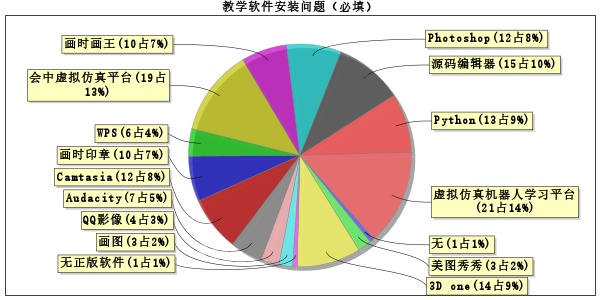 教学软件安装问题（必填）
Photoshop(12占8%)
源码编辑器(15占10%)
Python(13占9%)
虚拟仿真机器人学习平台
(21占14%)
无(1占1%)
美图秀秀(3占2%)
3D one(14占9%)
无正版软件(1占1%)
画图(3占2%)
QQ影像(4占3%)
Audacity(7占5%)
Camtasia(12占8%)
画时印章(10占7%)
WPS(6占4%)
会中虚拟仿真平台(19占
13%)
画时画王(10占7%)